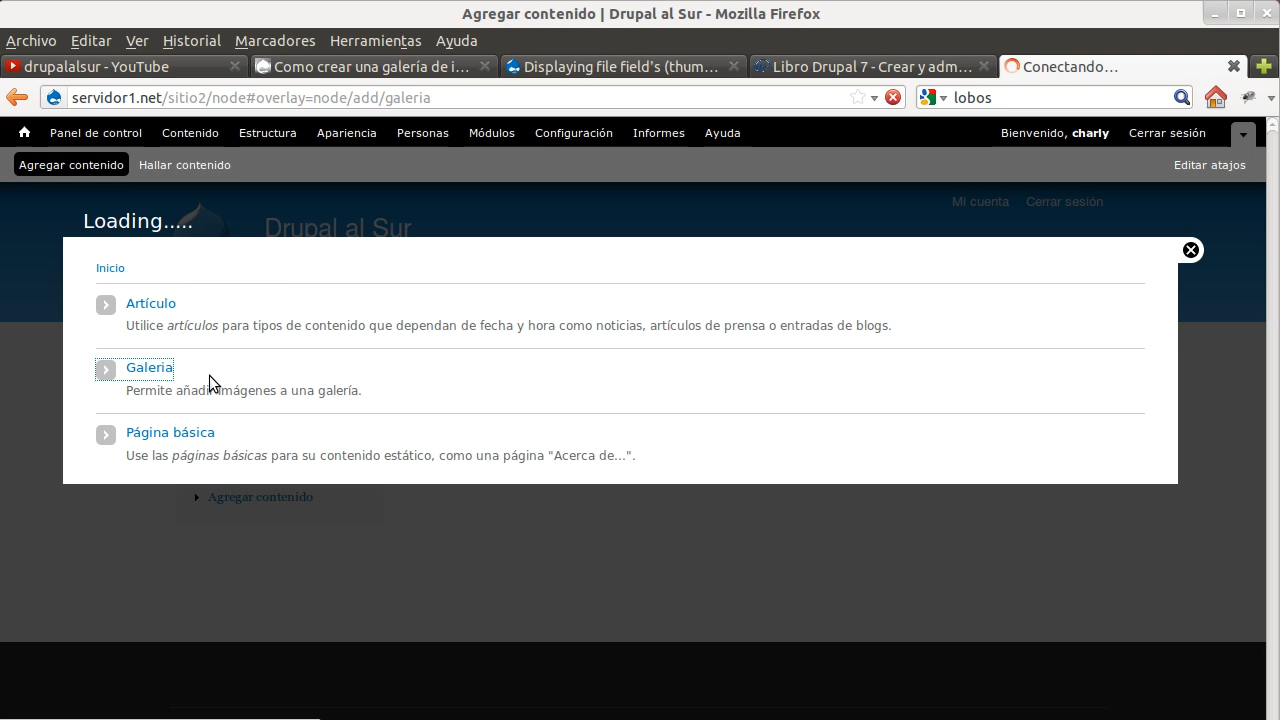 Agregar contenido | Drupal al Sur - Mozilla Firefox
Archivo Editar Ver Historial Marcadores Herramientas Ayuda
drupalalsur - YouTube Como crear una galería de i... Displaying file field's (thum... Libro Drupal 7 - Crear y adm... Conectando...
servidor1.net/sitio2/node#overlay=node/add/galeria lobos
Panel de control Contenido Estructura Apariencia Personas Módulos Configuración Informes Ayuda Bienvenido, charly Cerrar sesión
Agregar contenido Hallar contenido Editar atajos
Mi cuenta Cerrar sesión
Loading.....
Drupal al Sur
Inicio
Artículo
Utilice artículos para tipos de contenido que dependan de fecha y hora como noticias, artículos de prensa o entradas de blogs.
Galeria
Permite añadir imágenes a una galería.
Página básica
Use las páginas básicas para su contenido estático, como una página "Acerca de...".
Agregar contenido